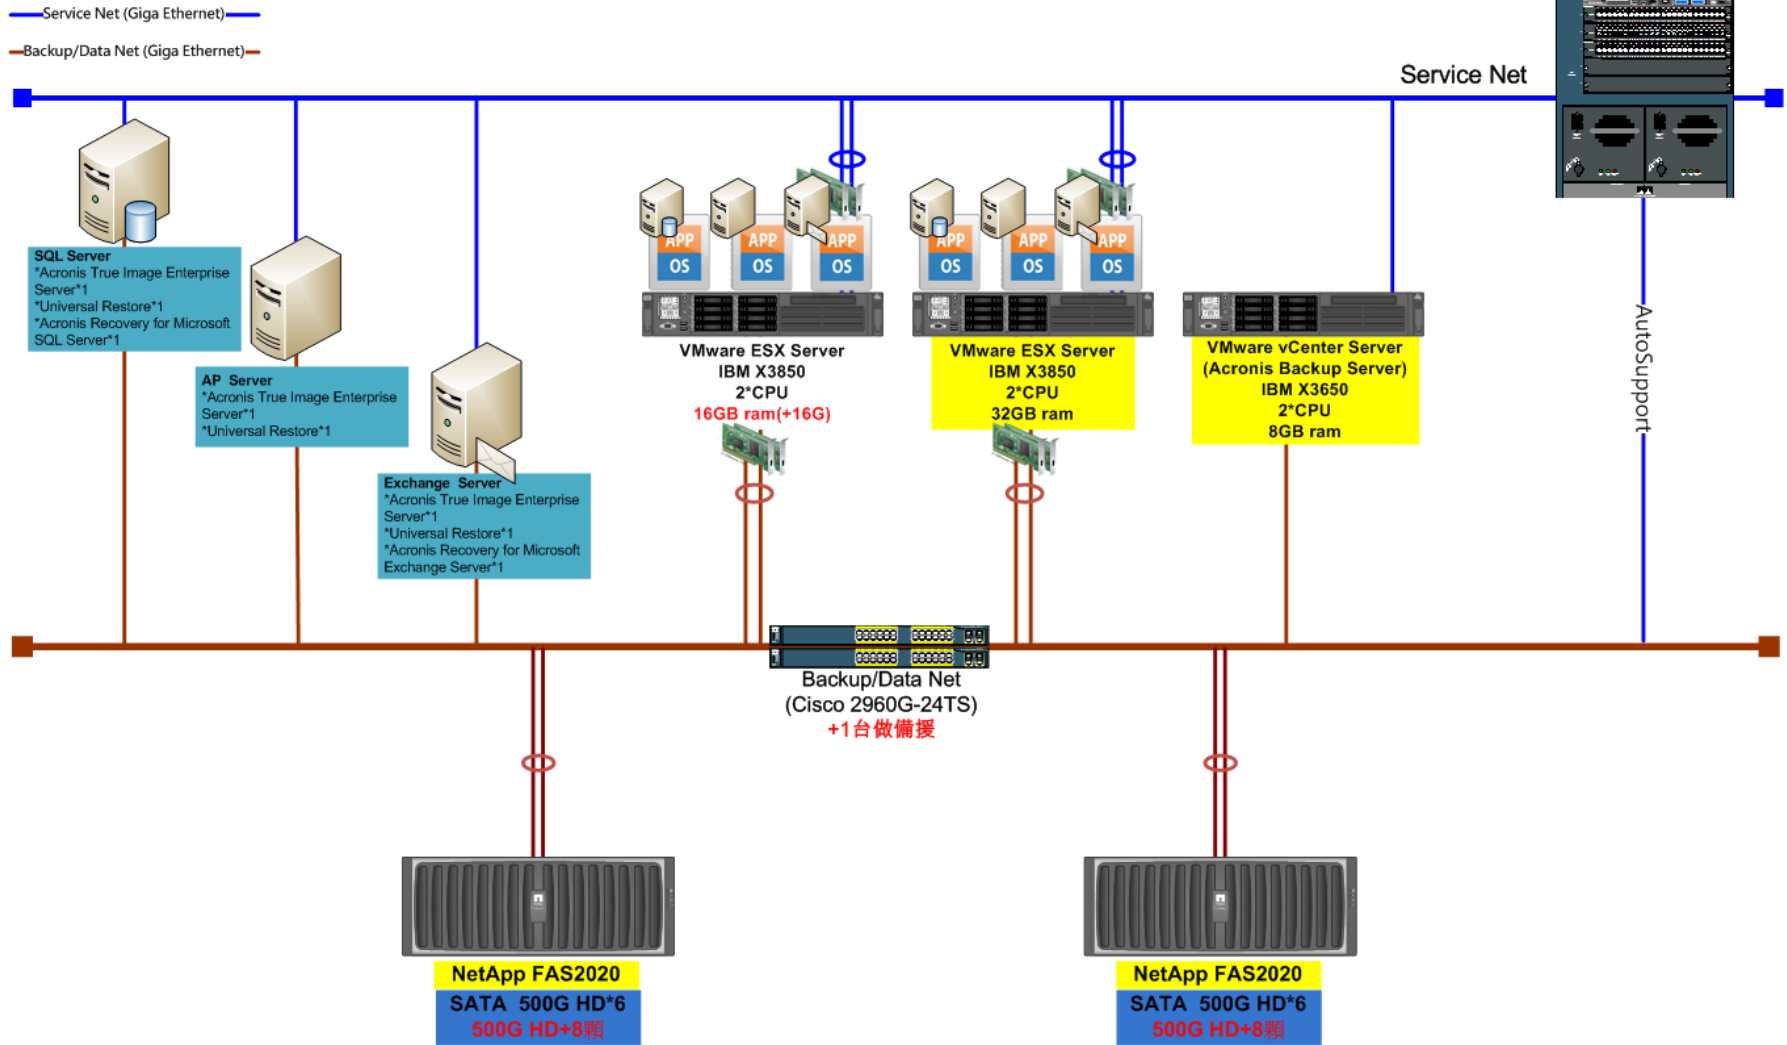 Service Net (Giga Ethernet)
Backup/Data Net (Giga Ethernet)
Service Net
SQL Server
*Acronis True Image Enterprise
Server*1
*Universal Restore*1
*Acronis Recovery for Microsoft
SQL Server*1
AP  Server
*Acronis True Image Enterprise
Server*1
*Universal Restore*1
Exchange  Server
*Acronis True Image Enterprise
Server*1
*Universal Restore*1
*Acronis Recovery for Microsoft
Exchange Server*1
APP
OS
APP
OS
APP
OS
VMware ESX Server
IBM X3850
2*CPU
16GB ram(+16G)
APP
OS
APP
OS
APP
OS
VMware ESX Server
IBM X3850
2*CPU
32GB ram
VMware vCenter Server
(Acronis Backup Server)
IBM X3650
2*CPU
8GB ram
AutoSupport
Backup/Data Net
(Cisco 2960G-24TS)
+1台做備援
NetApp FAS2020
SATA  500G HD*6
500G HD+8顆
NetApp FAS2020
SATA  500G HD*6
500G HD+8顆